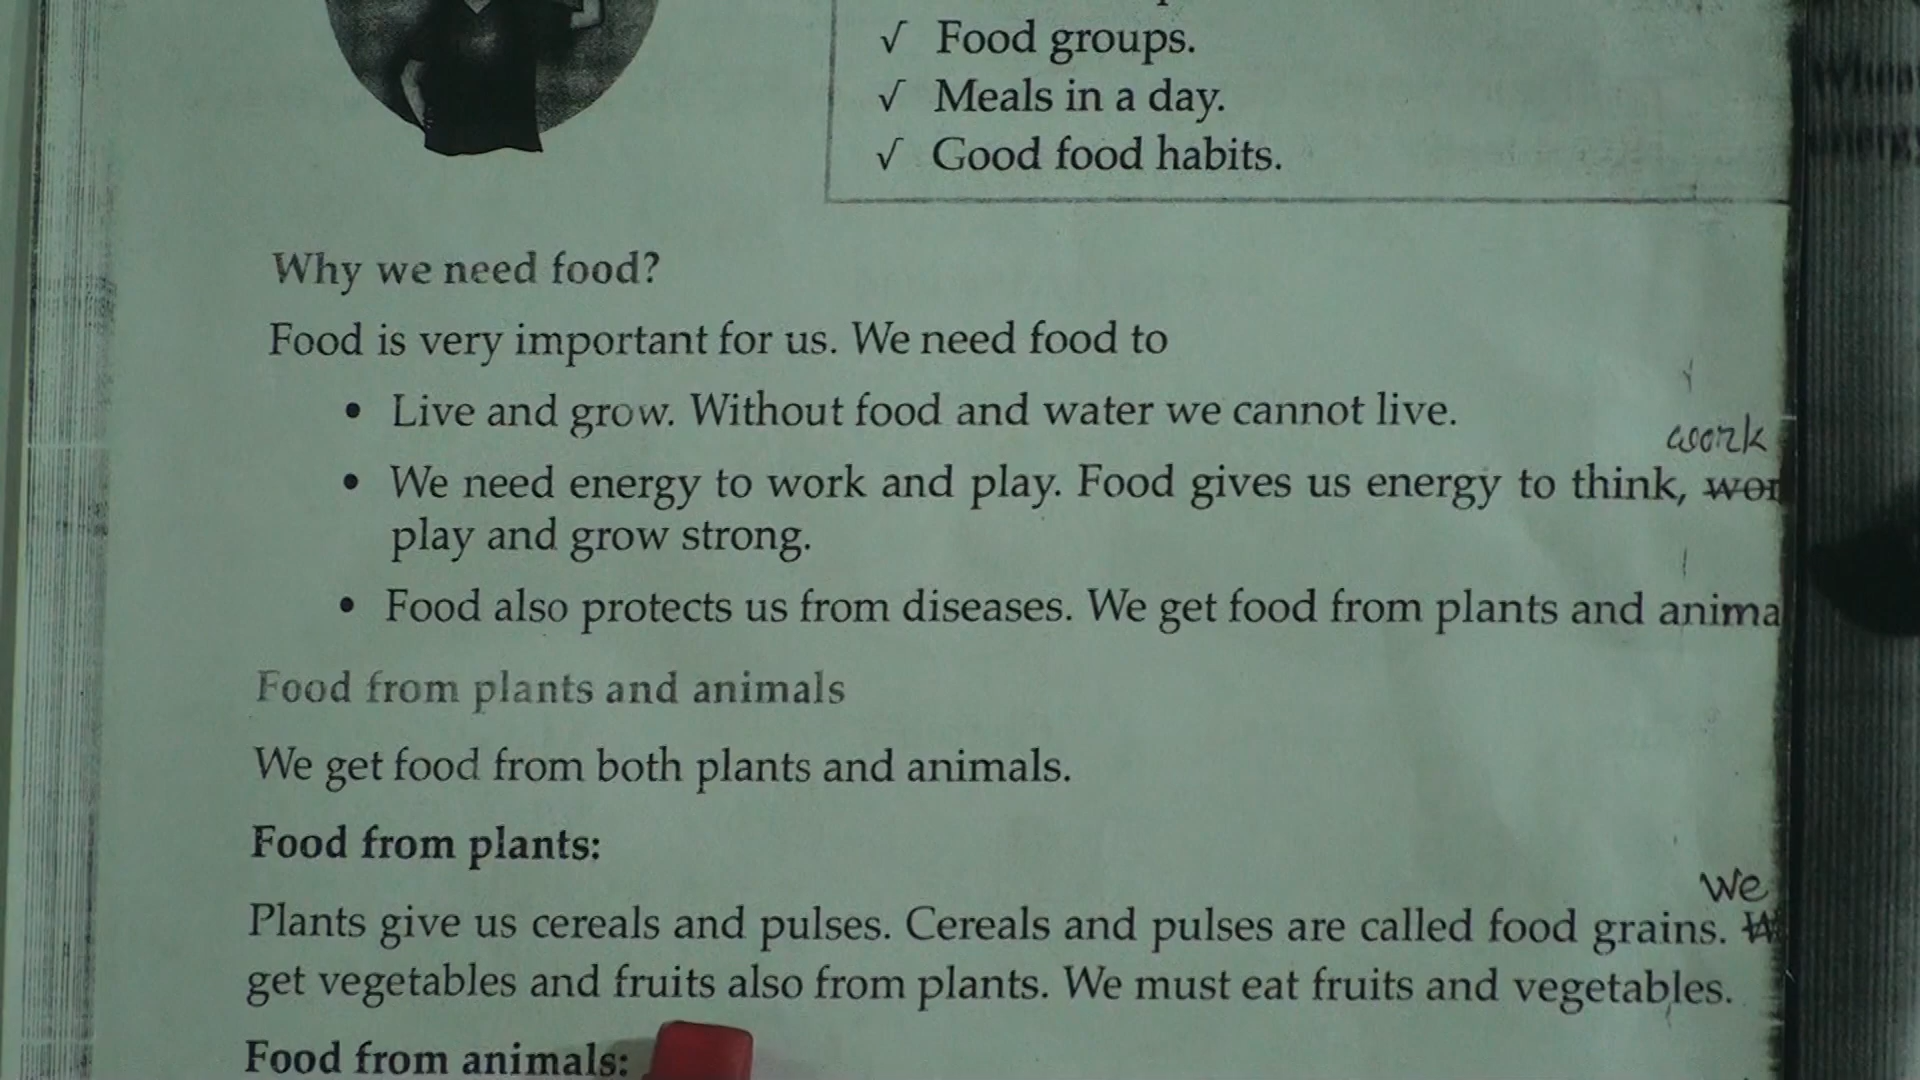 √ Food groups.
√ Meals in a day.
√ Good food habits.
Why we need food?
Food is very important for us. We need food to
• Live and grow. Without food and water we cannot live.
work
• We need energy to work and play. Food gives us energy to think, wor
play and grow strong.
• Food also protects us from diseases. We get food from plants and anima
Food from plants and animals
We get food from both plants and animals.
Food from plants:
We
Plants give us cereals and pulses. Cereals and pulses are called food grains. W
get vegetables and fruits also from plants. We must eat fruits and vegetables.
Food from animals: